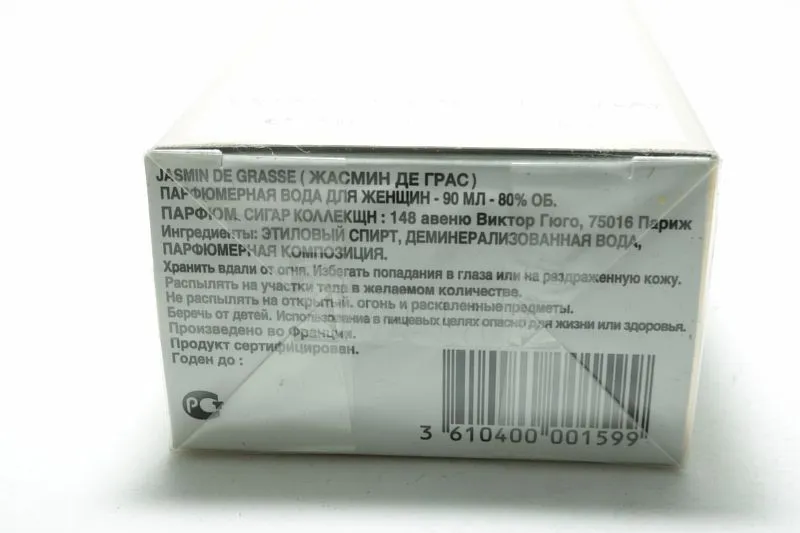 JASMIN DE GRASSE ( ЖАСМИН ДЕ ГРАС )
ПАРФЮМЕРНАЯ ВОДА ДЛЯ ЖЕНЩИН - 90 МЛ - 80% ОБ.
ПАРФЮМ. СИГАР КОЛЛЕКЩН : 148 авеню Виктор Гюго, 75016 Париж
Ингредиенты: ЭТИЛОВЫЙ СПИРТ, ДЕМИНЕРАЛИЗОВАННАЯ ВОДА,
ПАРФЮМЕРНАЯ КОМПОЗИЦИЯ.
Хранить вдали от огня. Избегать попадания в глаза или на раздраженную кожу.
Распылять на участки тела в желаемом количестве.
Не распылять на открытый. огонь и раскаленные предметы.
Беречь от детей. Использование в пищевых целях опасно для жизни или здоровья.
Произведено во Франции.
Продукт сертифицирован.
Годен до :
РСТ
3 610400 001599